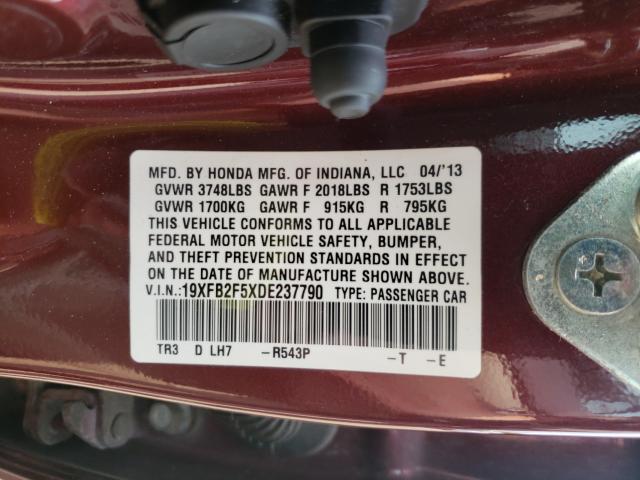 MFD. BY HONDA MFG. OF INDIANA, LLC 04/'13
GVWR 3748LBS GAWR F 2018LBS R 1753LBS
GVWR 1700KG GAWR F 915KG R 795KG
THIS VEHICLE CONFORMS TO ALL APPLICABLE
FEDERAL MOTOR VEHICLE SAFETY, BUMPER,
AND THEFT PREVENTION STANDARDS IN EFFECT
ON THE DATE OF MANUFACTURE SHOWN ABOVE.
V.I.N.:19XFB2F5XDE237790 TYPE: PASSENGER CAR
TR3 D LH7 -R543P -T -E